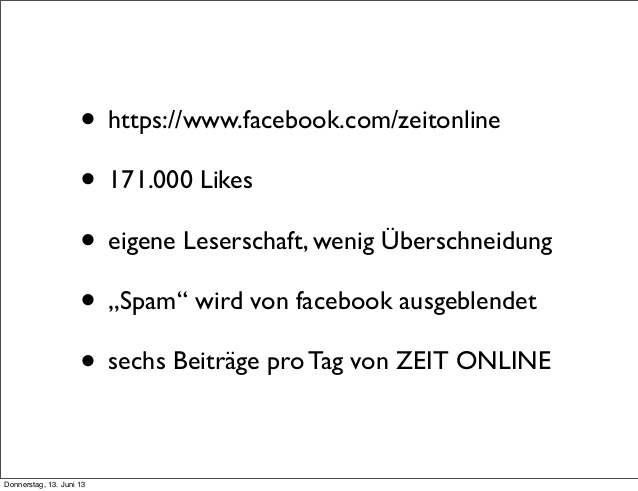 • https://www.facebook.com/zeitonline
• 171.000 Likes
• eigene Leserschaft, wenig Überschneidung
• „Spam“ wird von facebook ausgeblendet
• sechs Beiträge pro Tag von ZEIT ONLINE
Donnerstag, 13. Juni 13